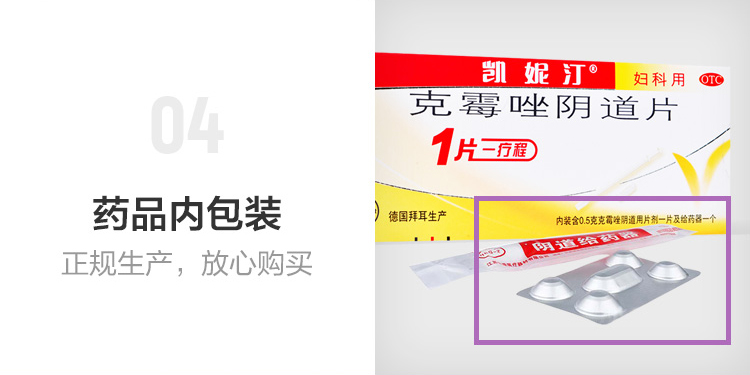 04
药品内包装
正规生产，放心购买
凯妮汀®
妇科用
OTC
克霉唑阴道片
1片一疗程
德国拜耳生产
内装含0.5克克霉唑阴道用片剂一片及给药器一个
阴道给药器